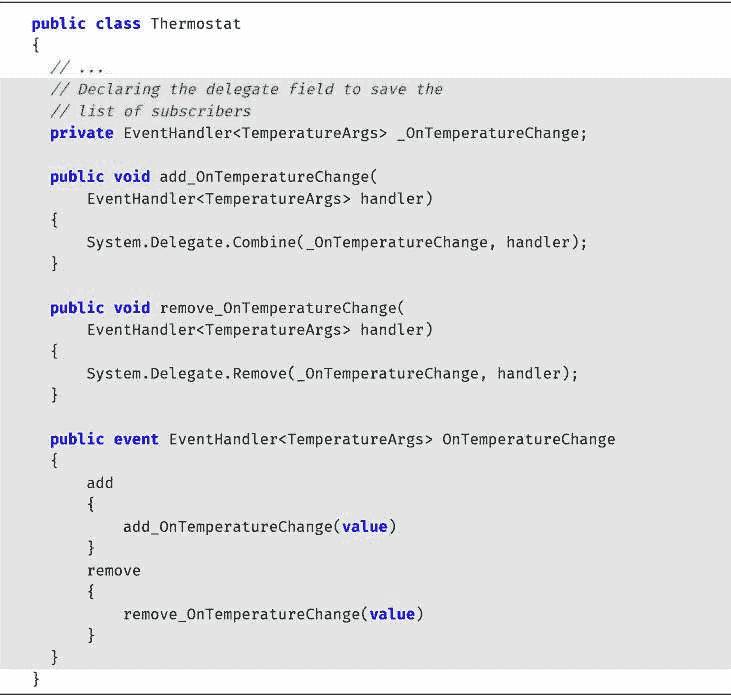 public class Thermostat
{
  // ...
  // Declaring the delegate field to save the
  // list of subscribers
  private EventHandler<TemperatureArgs> _OnTemperatureChange;

  public void add_OnTemperatureChange(
      EventHandler<TemperatureArgs> handler)
  {
      System.Delegate.Combine(_OnTemperatureChange, handler);
  }

  public void remove_OnTemperatureChange(
      EventHandler<TemperatureArgs> handler)
  {
      System.Delegate.Remove(_OnTemperatureChange, handler);
  }

  public event EventHandler<TemperatureArgs> OnTemperatureChange
  {
      add
      {
          add_OnTemperatureChange(value)
      }
      remove
      {
          remove_OnTemperatureChange(value)
      }
  }
}